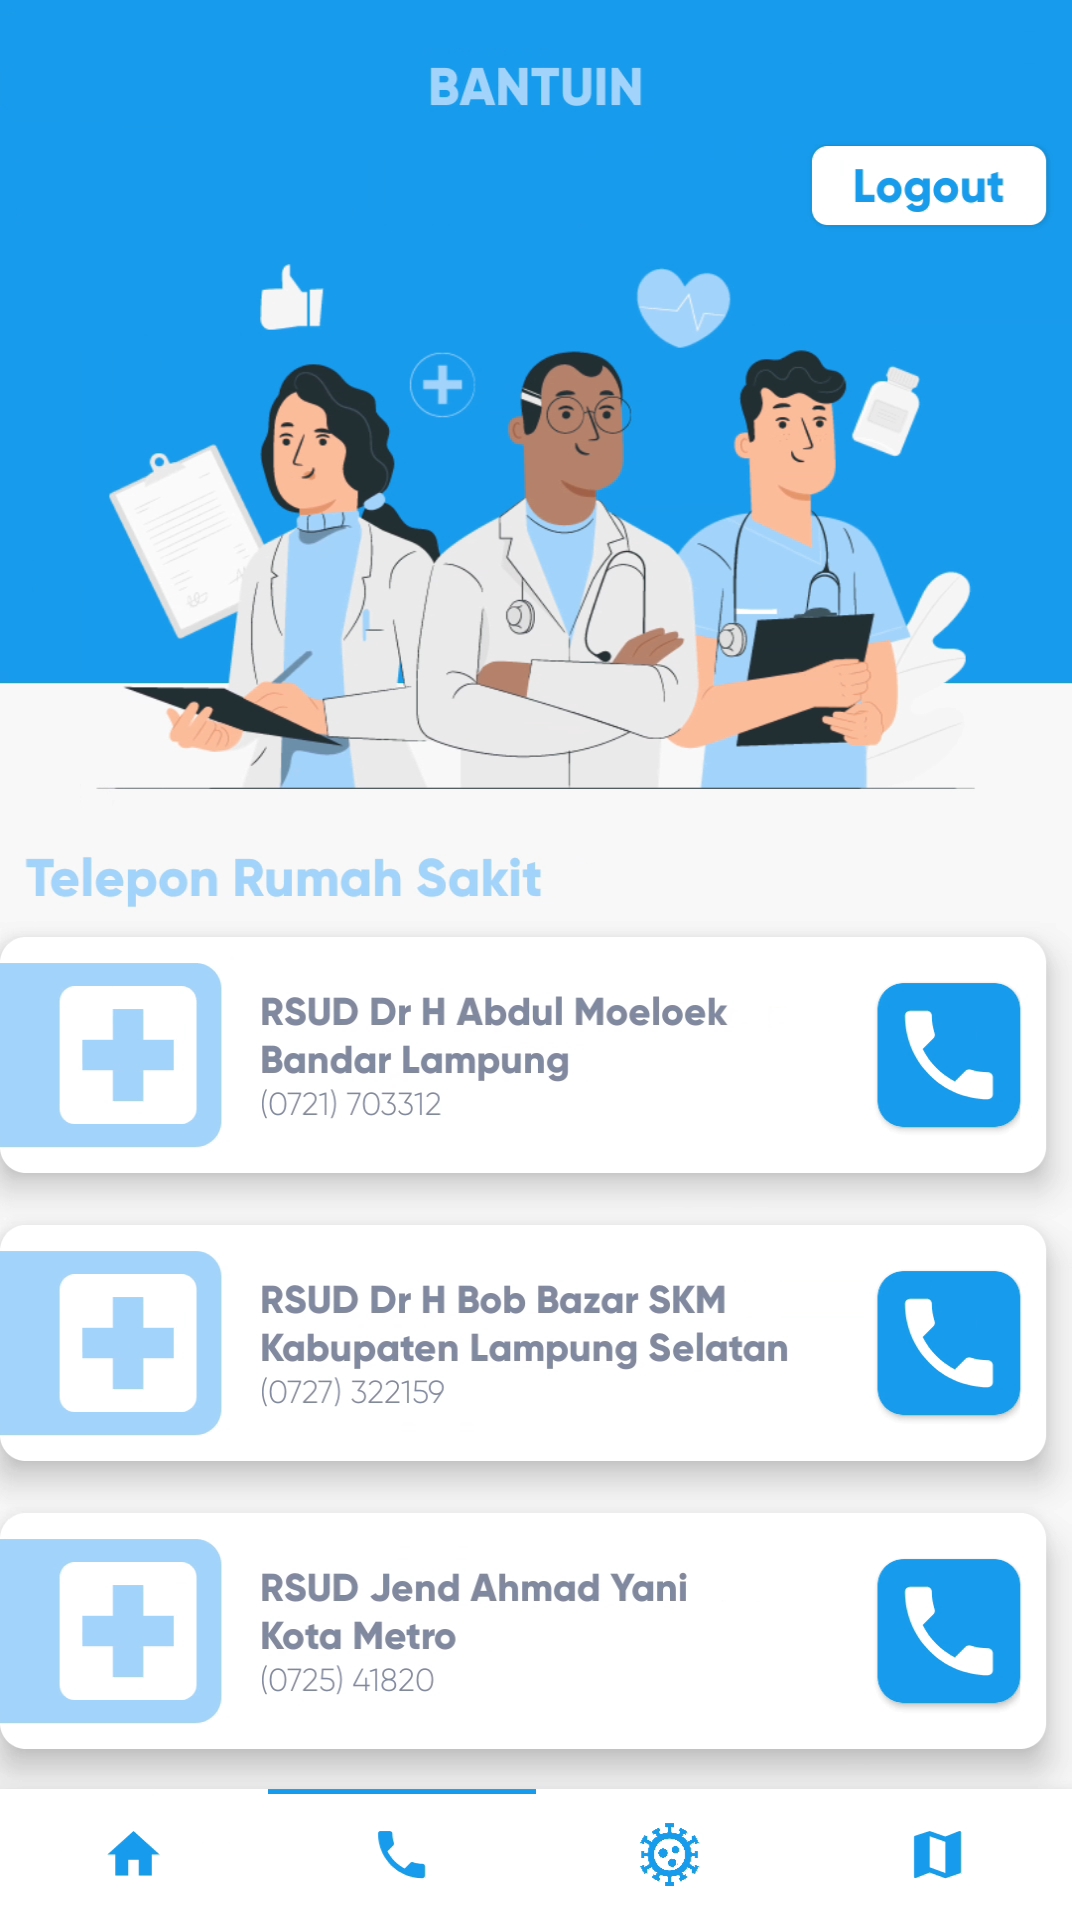 BANTUIN
Logout
Telepon Rumah Sakit
RSUD Dr H Abdul Moeloek
Bandar Lampung
(0721) 703312
RSUD Dr H Bob Bazar SKM
Kabupaten Lampung Selatan
(0727) 322159
RSUD Jend Ahmad Yani
Kota Metro
(0725) 41820